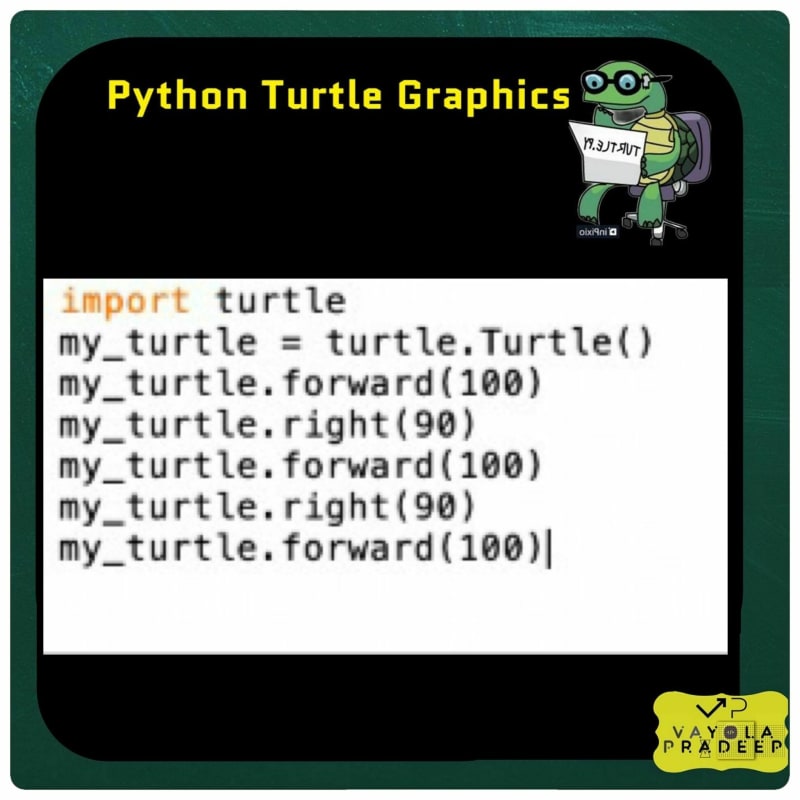 Python Turtle Graphics
TURTLE.PY
inPixio
import turtle
my_turtle = turtle.Turtle()
my_turtle.forward(100)
my_turtle.right(90)
my_turtle.forward(100)
my_turtle.right(90)
my_turtle.forward(100)
VP
VAYOLA
PRADEEP